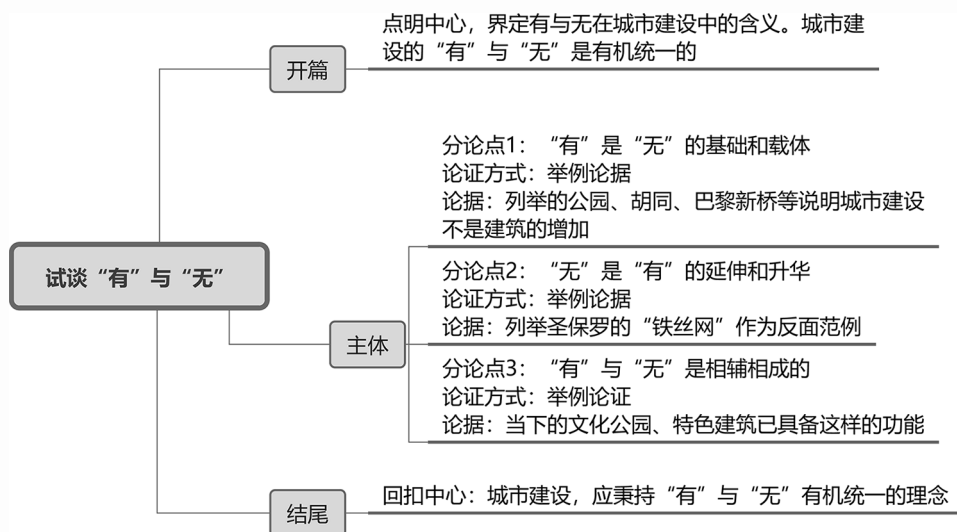 点明中心，界定有与无在城市建设中的含义。城市建
设的“有”与“无”是有机统一的
开篇
分论点1：“有”是“无”的基础和载体
论证方式：举例论据
论据：列举的公园、胡同、巴黎新桥等说明城市建设
不是建筑的增加
试谈“有”与“无”
分论点2：“无”是“有”的延伸和升华
论证方式：举例论据
论据：列举圣保罗的“铁丝网”作为反面范例
主体
分论点3：“有”与“无”是相辅相成的
论证方式：举例论证
论据：当下的文化公园、特色建筑已具备这样的功能
回扣中心：城市建设，应秉持“有”与“无”有机统一的理念
结尾